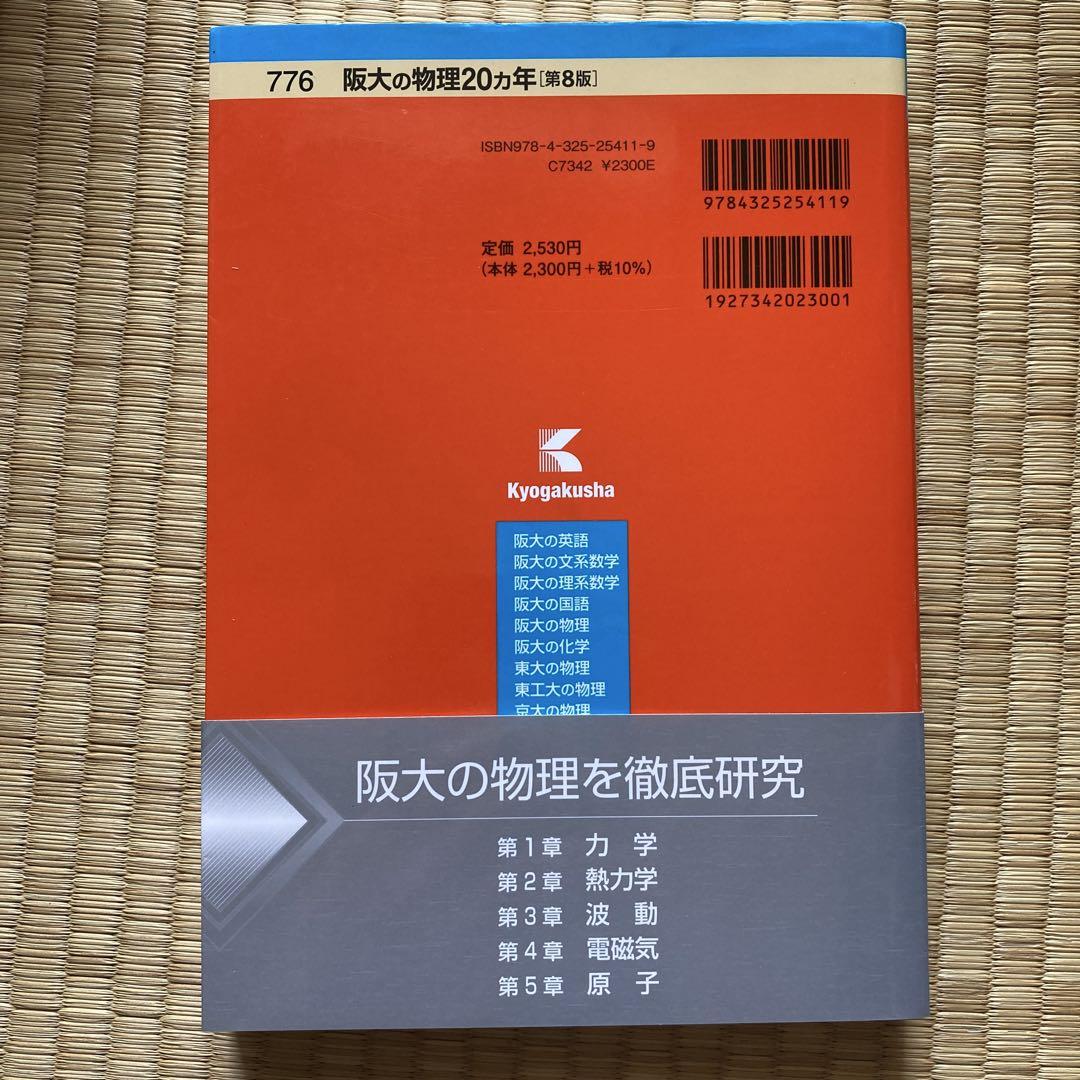 776 阪大の物理20カ年[第8版]
ISBN978-4-325-25411-9
C7342 ¥2300E
9784325254119
定価 2,530円
(本体 2,300円+税10%)
1927342023001
Kyogakusha
阪大の英語
阪大の文系数学
阪大の理系数学
阪大の国語
阪大の物理
阪大の化学
東大の物理
東工大の物理
京大の物理
阪大の物理を徹底研究
第1章 力 学
第2章 熱力学
第3章 波 動
第4章 電磁気
第5章 原 子